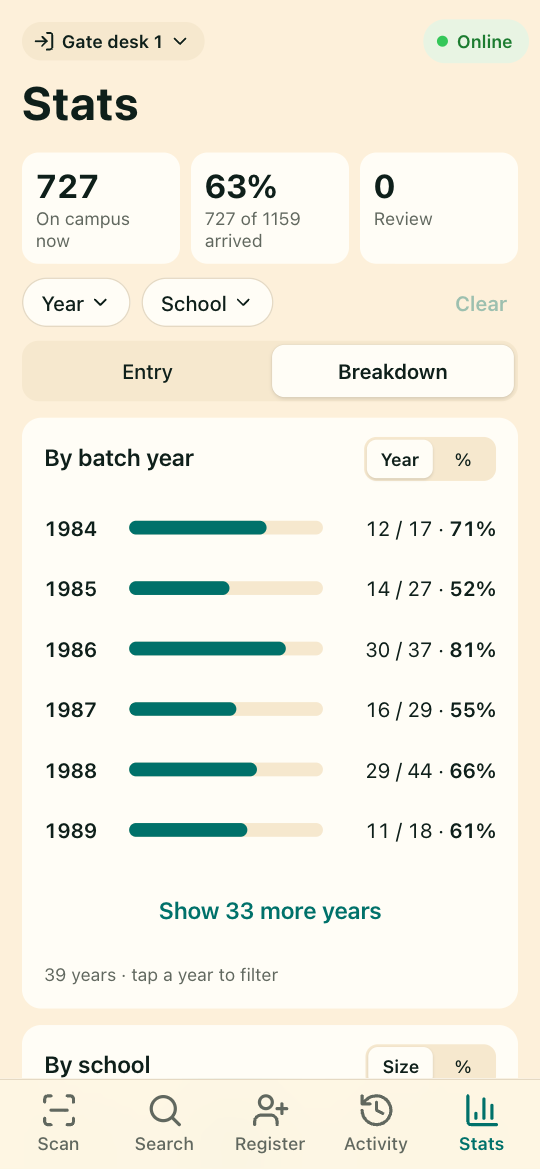 Gate desk 1
Online
Stats
727
On campus
now
63%
727 of 1159
arrived
0
Review
Year
School
Clear
Entry
Breakdown
By batch year
Year
%
1984
12 / 17 · 71%
1985
14 / 27 · 52%
1986
30 / 37 · 81%
1987
16 / 29 · 55%
1988
29 / 44 · 66%
1989
11 / 18 · 61%
Show 33 more years
39 years · tap a year to filter
By school
Size
%
Scan
Search
Register
Activity
Stats